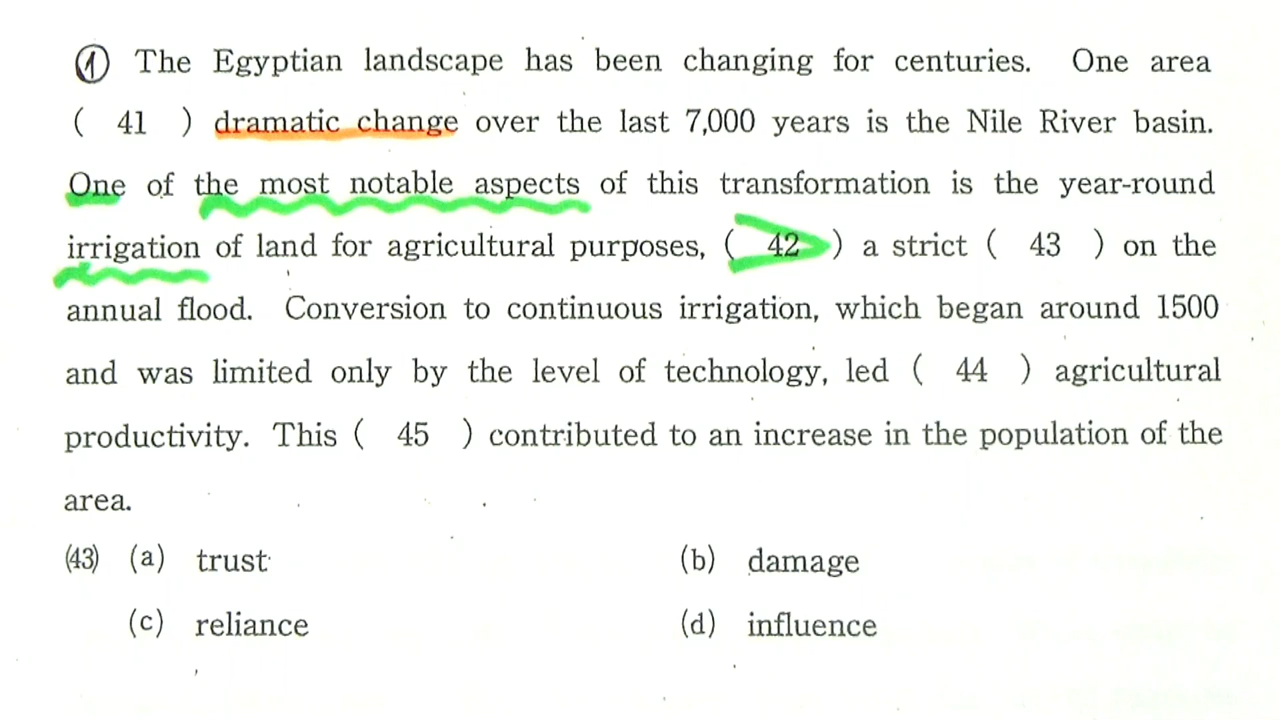 ① The Egyptian landscape has been changing for centuries. One area
( 41 ) dramatic change over the last 7,000 years is the Nile River basin.
One of the most notable aspects of this transformation is the year-round
irrigation of land for agricultural purposes, ( 42 ) a strict ( 43 ) on the
annual flood. Conversion to continuous irrigation, which began around 1500
and was limited only by the level of technology, led ( 44 ) agricultural
productivity. This ( 45 ) contributed to an increase in the population of the
area.
(43) (a) trust (b) damage
(c) reliance (d) influence